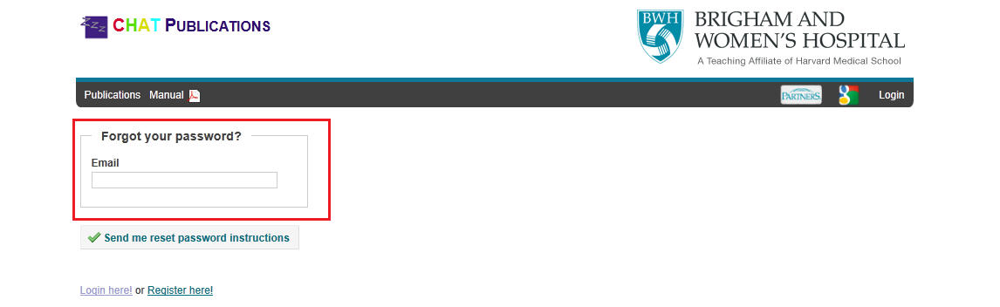 CHAT PUBLICATIONS
BWH
BRIGHAM AND
WOMEN'S HOSPITAL
A Teaching Affiliate of Harvard Medical School
Publications Manual PARTNERS. Login
Forgot your password?
Email
Send me reset password instructions
Login here! or Register here!